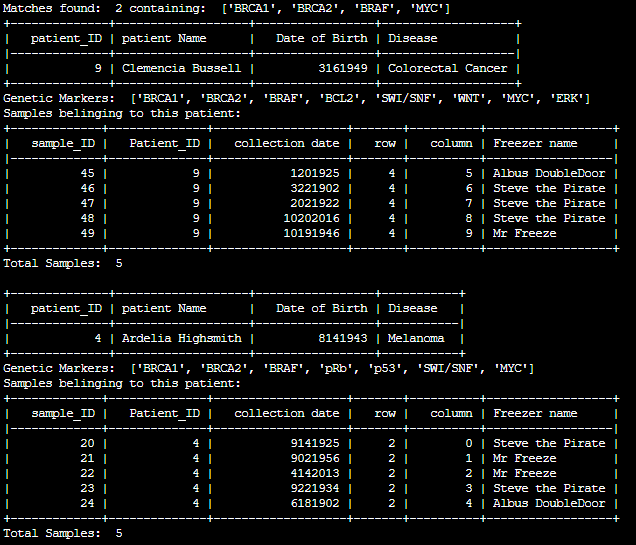 Matches found:  2 containing:  ['BRCA1', 'BRCA2', 'BRAF', 'MYC']
patient_ID | patient Name | Date of Birth | Disease
9 | Clemencia Bussell | 3161949 | Colorectal Cancer
Genetic Markers:  ['BRCA1', 'BRCA2', 'BRAF', 'BCL2', 'SWI/SNF', 'WNT', 'MYC', 'ERK']
Samples belinging to this patient:
sample_ID | Patient_ID | collection date | row | column | Freezer name
45 | 9 | 1201925 | 4 | 5 | Albus DoubleDoor
46 | 9 | 3221902 | 4 | 6 | Steve the Pirate
47 | 9 | 2021922 | 4 | 7 | Steve the Pirate
48 | 9 | 10202016 | 4 | 8 | Steve the Pirate
49 | 9 | 10191946 | 4 | 9 | Mr Freeze
Total Samples:  5
patient_ID | patient Name | Date of Birth | Disease
4 | Ardelia Highsmith | 8141943 | Melanoma
Genetic Markers:  ['BRCA1', 'BRCA2', 'BRAF', 'pRb', 'p53', 'SWI/SNF', 'MYC']
Samples belinging to this patient:
sample_ID | Patient_ID | collection date | row | column | Freezer name
20 | 4 | 9141925 | 2 | 0 | Steve the Pirate
21 | 4 | 9021956 | 2 | 1 | Mr Freeze
22 | 4 | 4142013 | 2 | 2 | Mr Freeze
23 | 4 | 9221934 | 2 | 3 | Steve the Pirate
24 | 4 | 6181902 | 2 | 4 | Albus DoubleDoor
Total Samples:  5